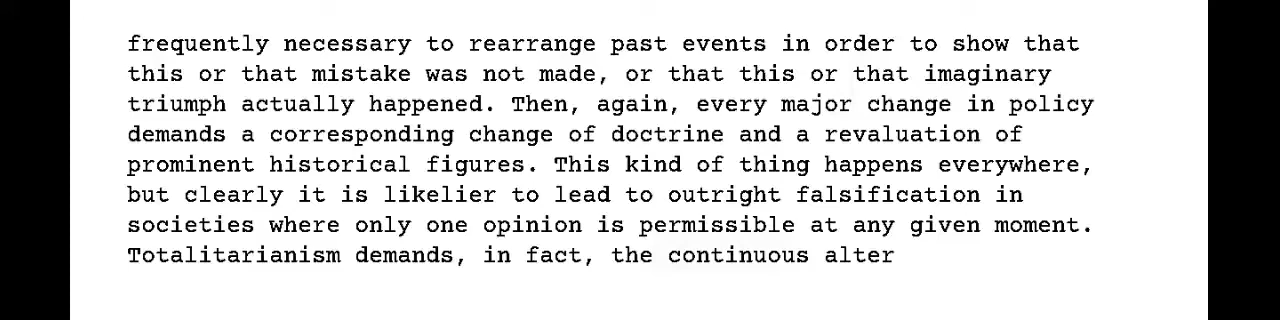 frequently necessary to rearrange past events in order to show that
this or that mistake was not made, or that this or that imaginary
triumph actually happened. Then, again, every major change in policy
demands a corresponding change of doctrine and a revaluation of
prominent historical figures. This kind of thing happens everywhere,
but clearly it is likelier to lead to outright falsification in
societies where only one opinion is permissible at any given moment.
Totalitarianism demands, in fact, the continuous alter